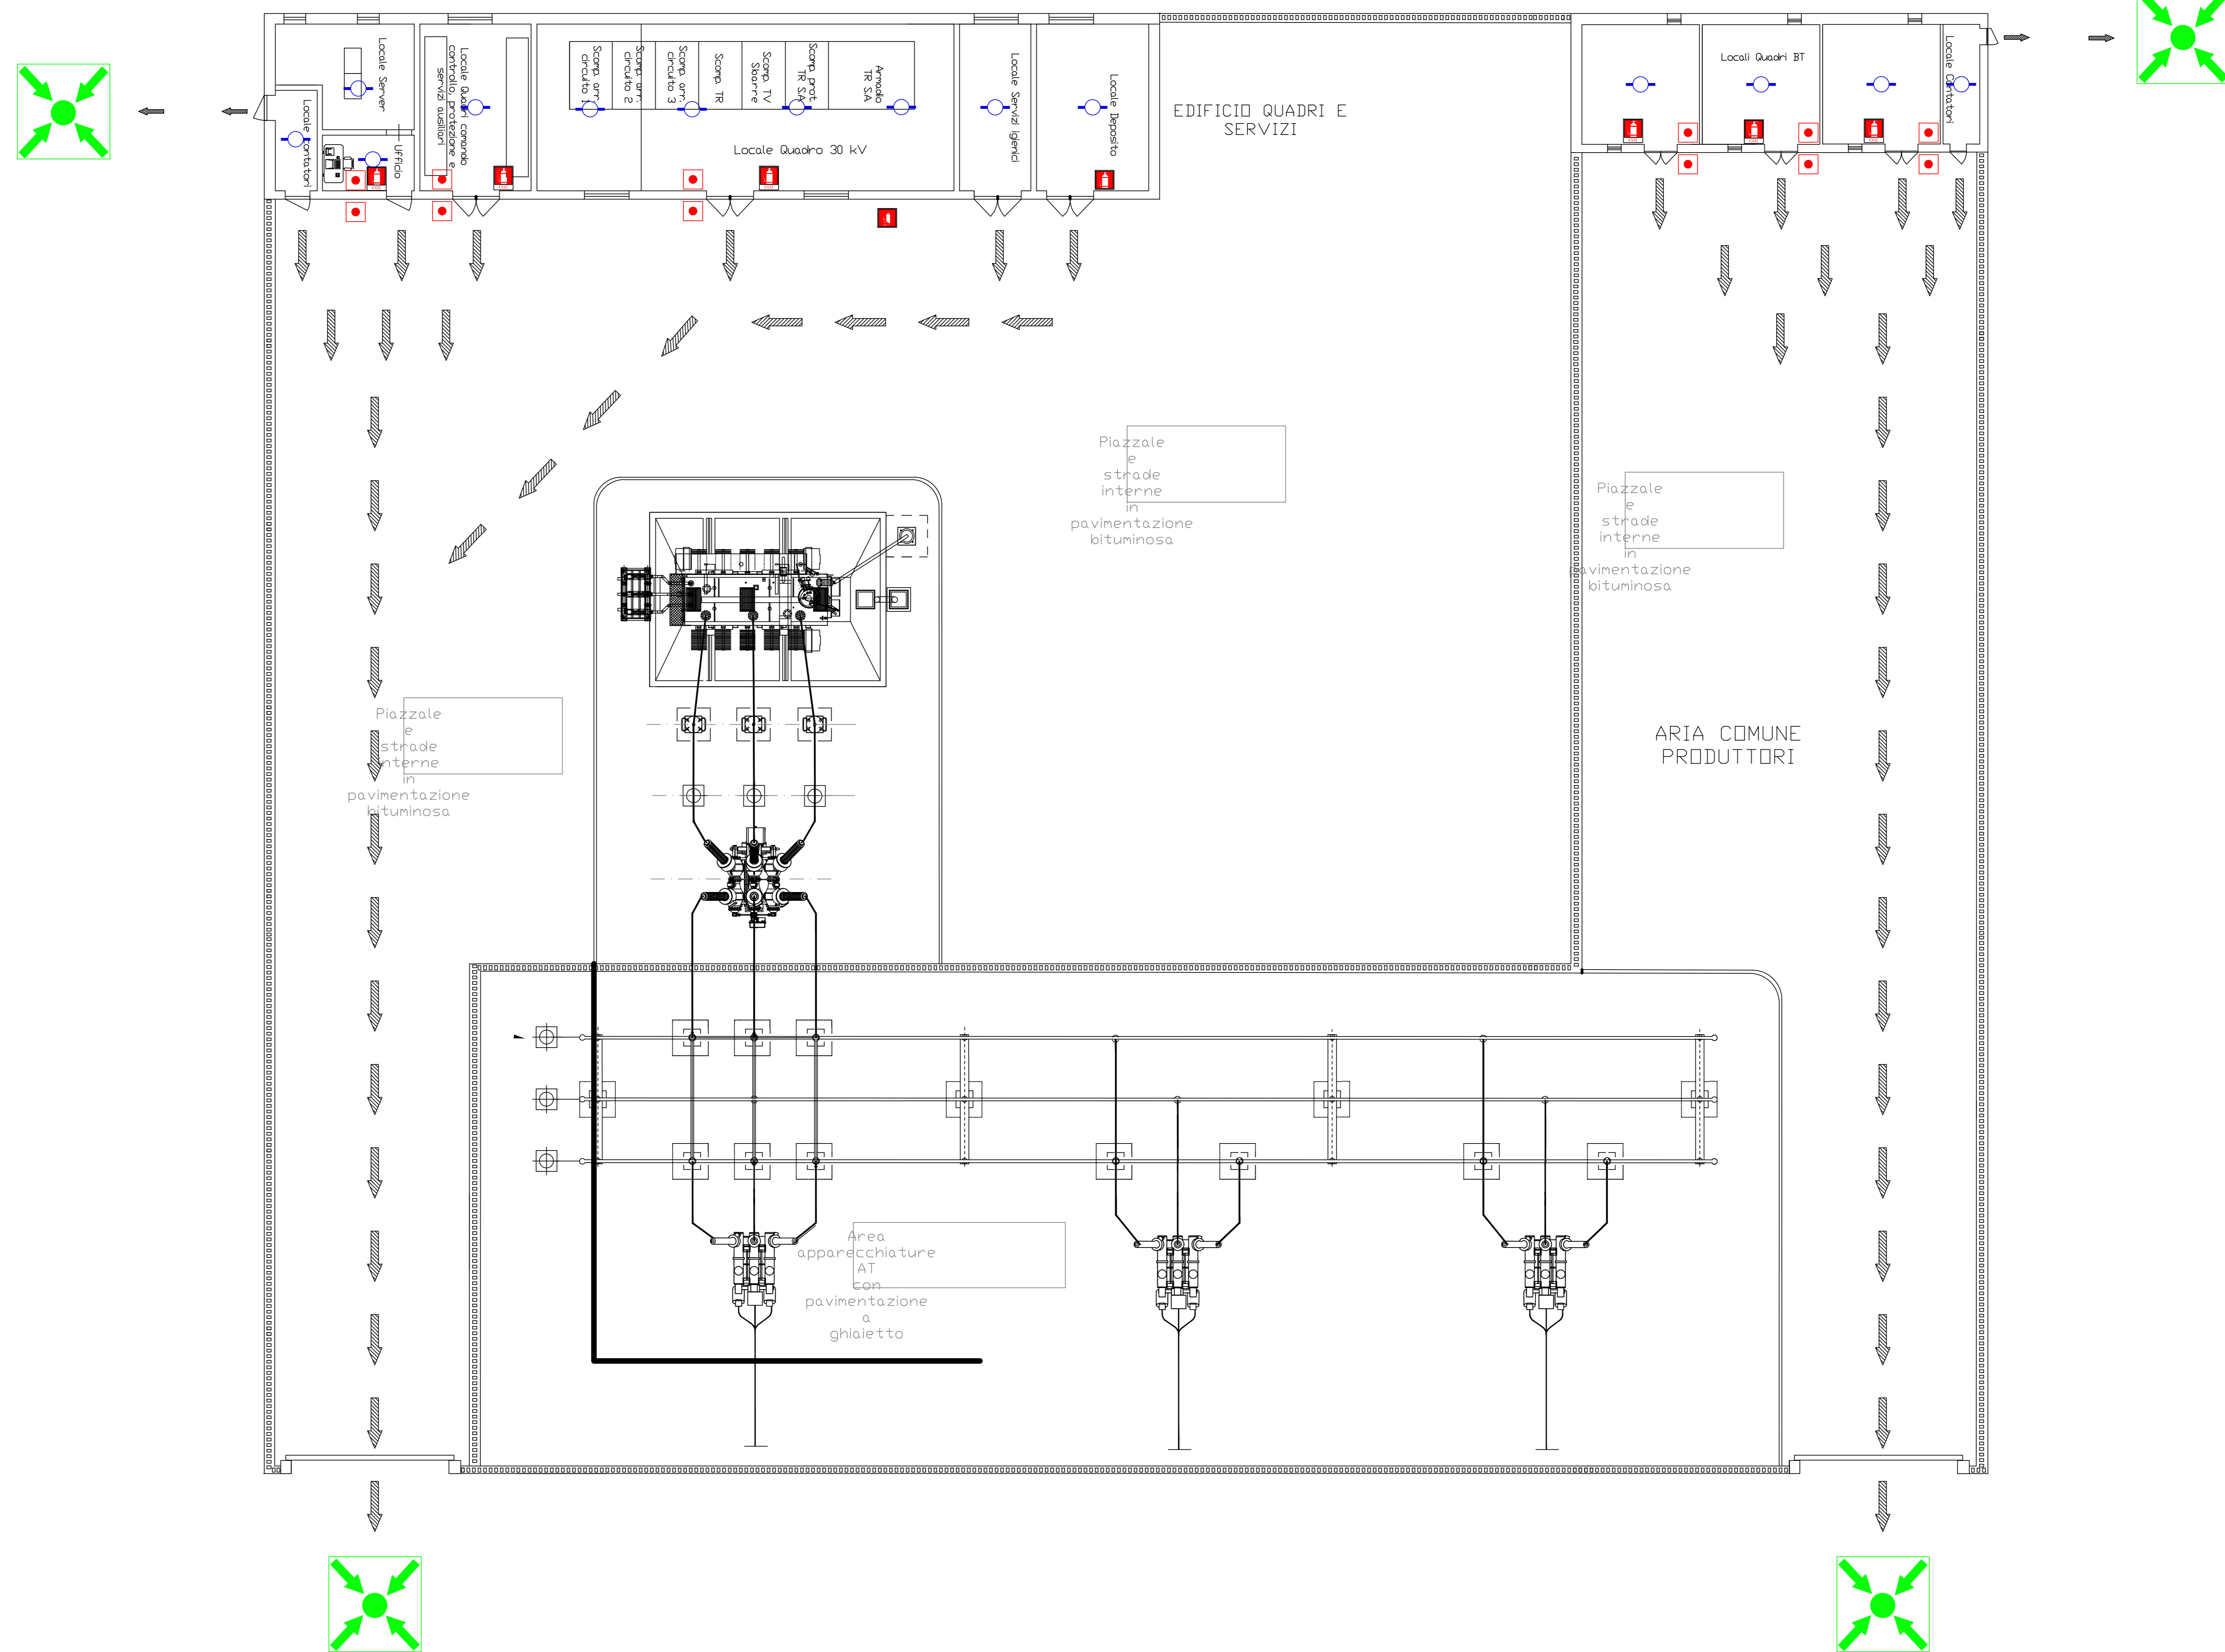 Locale Server
Locale Contatori
Ufficio
Locale Quadri comando
controllo, protezione e
servizi ausiliari
Scomp. arr.
circuito 1
Scomp. arr.
circuito 2
Scomp. arr.
circuito 3
Scomp. TR
Scomp. TV
Sbarre
Scomp. prot.
TR SA
Armadio
TR SA
Locale Quadro 30 kV
Locale Servizi igienici
Locale Deposito
EDIFICIO QUADRI E
SERVIZI
Locali Quadri BT
Locale Contatori
Piazzale
e
strade
interne
in
pavimentazione
bituminosa
Piazzale
e
strade
interne
in
pavimentazione
bituminosa
Piazzale
e
strade
interne
in
pavimentazione
bituminosa
ARIA COMUNE
PRODUTTORI
Area
apparecchiature
AT
con
pavimentazione
a
ghiaietto